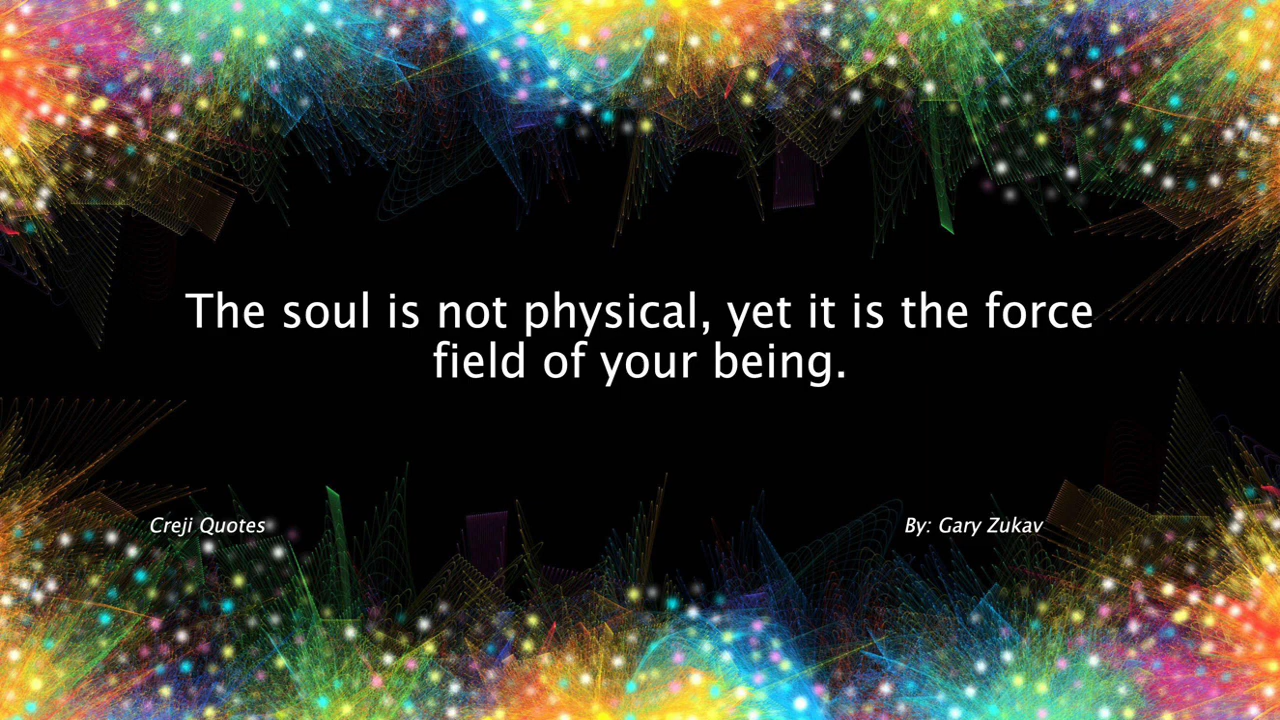 The soul is not physical, yet it is the force
field of your being.
Creji Quotes
By: Gary Zukav